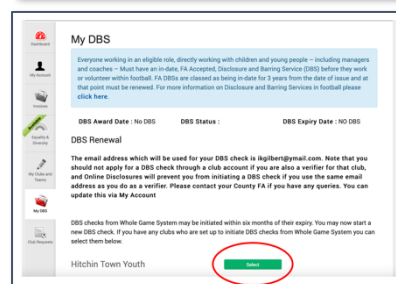 Dashboard
My Account
Invoices
Equality &
Diversity
My Clubs and
Teams
My DBS
Club Requests
My DBS
Everyone working in an eligible role, directly working with children and young people – including managers
and coaches – Must have an in-date, FA Accepted, Disclosure and Barring Service (DBS) before they work
or volunteer within football. FA DBSs are classed as being in-date for 3 years from the date of issue and at
that point must be renewed. For more information on Disclosure and Barring Services in football please
click here.
DBS Award Date : No DBS DBS Status : DBS Expiry Date : NO DBS
DBS Renewal
The email address which will be used for your DBS check is ikgilbert@ymail.com. Note that you
should not apply for a DBS check through a club account if you are also a verifier for that club,
and Online Disclosures will prevent you from initiating a DBS check if you use the same email
address as you do as a verifier. Please contact your County FA if you have any queries. You can
update this via My Account
DBS checks from Whole Game System may be initiated within six months of their expiry. You may now start a
new DBS check. If you have any clubs who are set up to initiate DBS checks from Whole Game System you can
select them below.
Hitchin Town Youth Select